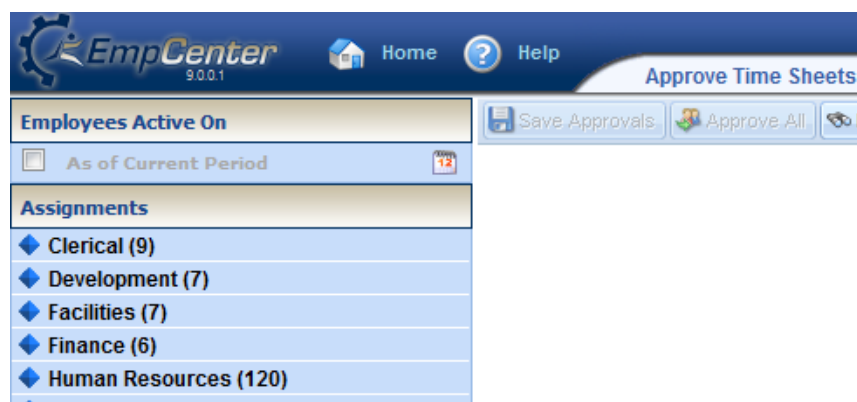 EmpCenter
9.0.0.1
Home
Help
Approve Time Sheets
Employees Active On
Save Approvals
Approve All
As of Current Period
12
Assignments
Clerical (9)
Development (7)
Facilities (7)
Finance (6)
Human Resources (120)